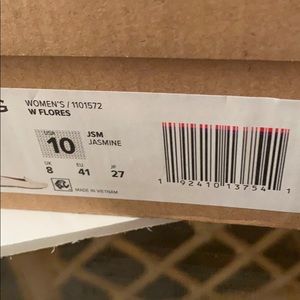 G
WOMEN'S / 1101572
W FLORES
USA
10
JSM
JASMINE
UK
8
EU
41
JP
27
MADE IN VIETNAM
1 92410 13754 1